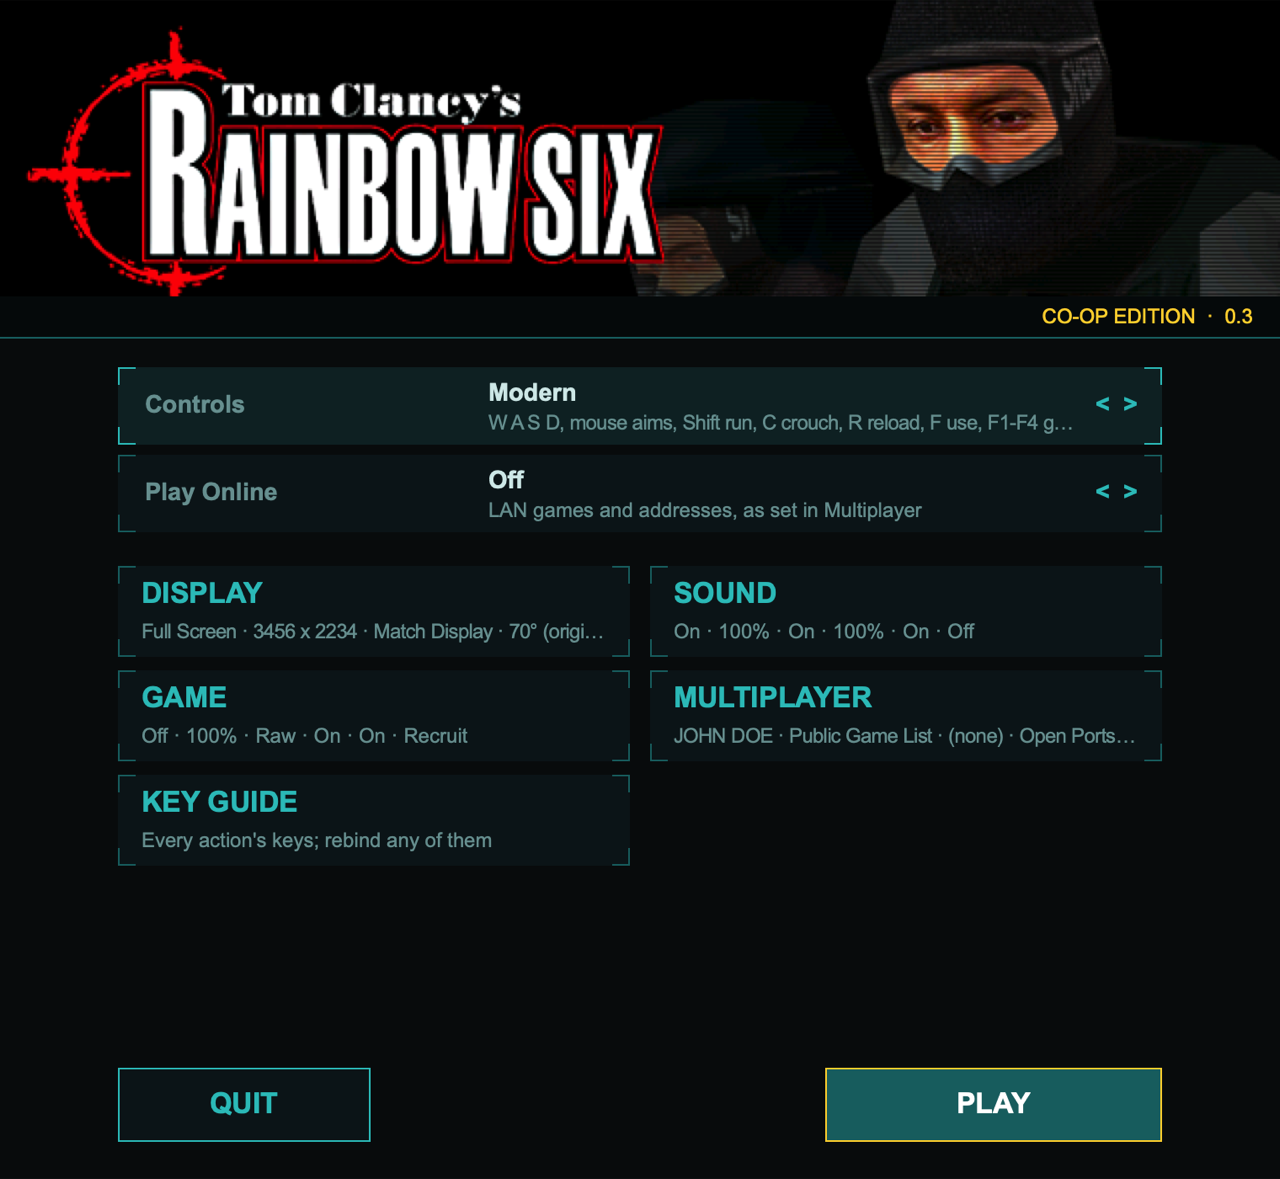 Tom Clancy's
RAINBOW SIX
CO-OP EDITION · 0.3
Controls
Modern
W A S D, mouse aims, Shift run, C crouch, R reload, F use, F1-F4 g…
< >
Play Online
Off
LAN games and addresses, as set in Multiplayer
< >
DISPLAY
Full Screen · 3456 x 2234 · Match Display · 70° (origi…
SOUND
On · 100% · On · 100% · On · Off
GAME
Off · 100% · Raw · On · On · Recruit
MULTIPLAYER
JOHN DOE · Public Game List · (none) · Open Ports…
KEY GUIDE
Every action's keys; rebind any of them
QUIT
PLAY